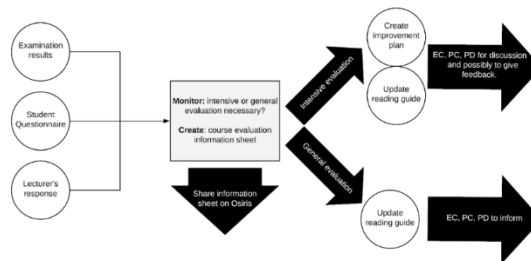 Examination
results
Student
Questionnaire
Lecturer's
response
Monitor: intensive or general
evaluation necessary?
Create: course evaluation
information sheet
Share information
sheet on Osiris
Intensive evaluation
General evaluation
Create
improvement
plan
Update
reading guide
EC, PC, PD for discussion
and possibly to give
feedback.
Update
reading guide
EC, PC, PD to inform